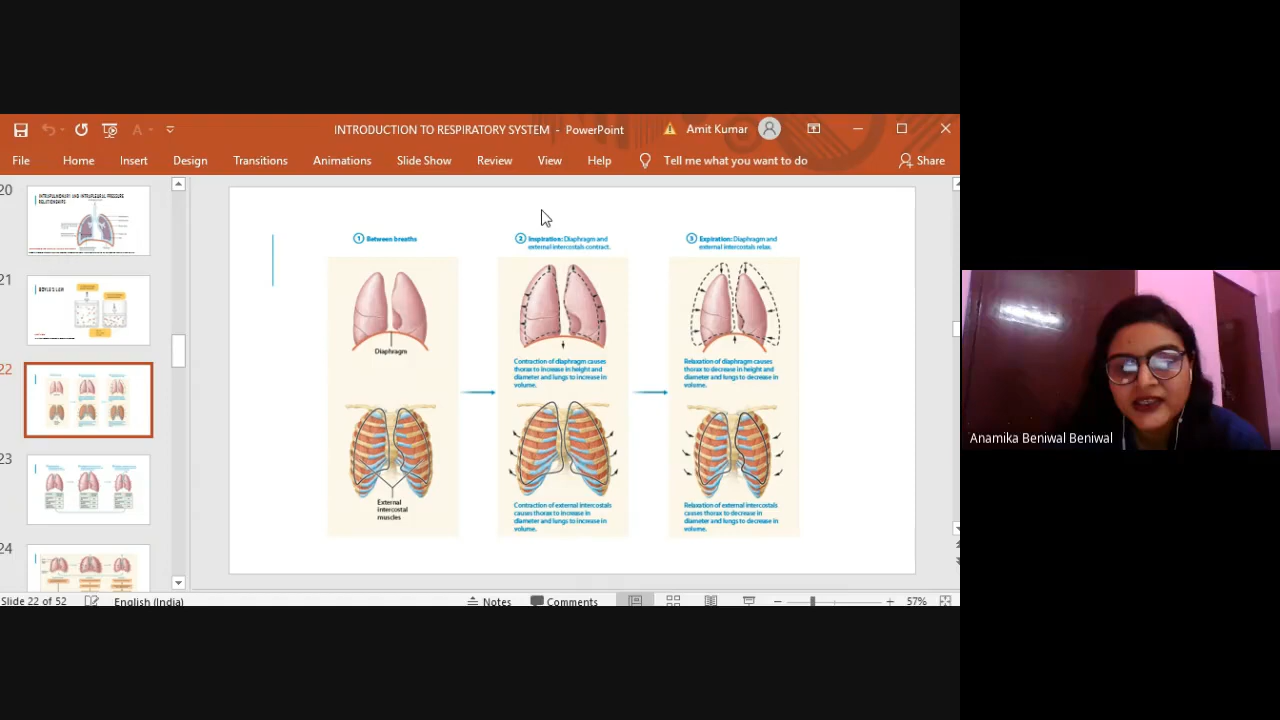 INTRODUCTION TO RESPIRATORY SYSTEM - PowerPoint
Amit Kumar
File Home Insert Design Transitions Animations Slide Show Review View Help Tell me what you want to do Share
20
INTRAPULMONARY AND INTRAPLEURAL PRESSURE
RELATIONSHIPS
21
BOYLE'S LAW
22
23
24
1 Between breaths
Diaphragm
External
intercostal
muscles
2 Inspiration: Diaphragm and
external intercostals contract.
Contraction of diaphragm causes
thorax to increase in height and
diameter and lungs to increase in
volume.
Contraction of external intercostals
causes thorax to increase in
diameter and lungs to increase in
volume.
3 Expiration: Diaphragm and
external intercostals relax.
Relaxation of diaphragm causes
thorax to decrease in height and
diameter and lungs to decrease in
volume.
Relaxation of external intercostals
causes thorax to decrease in
diameter and lungs to decrease in
volume.
Anamika Beniwal Beniwal
Slide 22 of 52 English (India) Notes Comments 57%